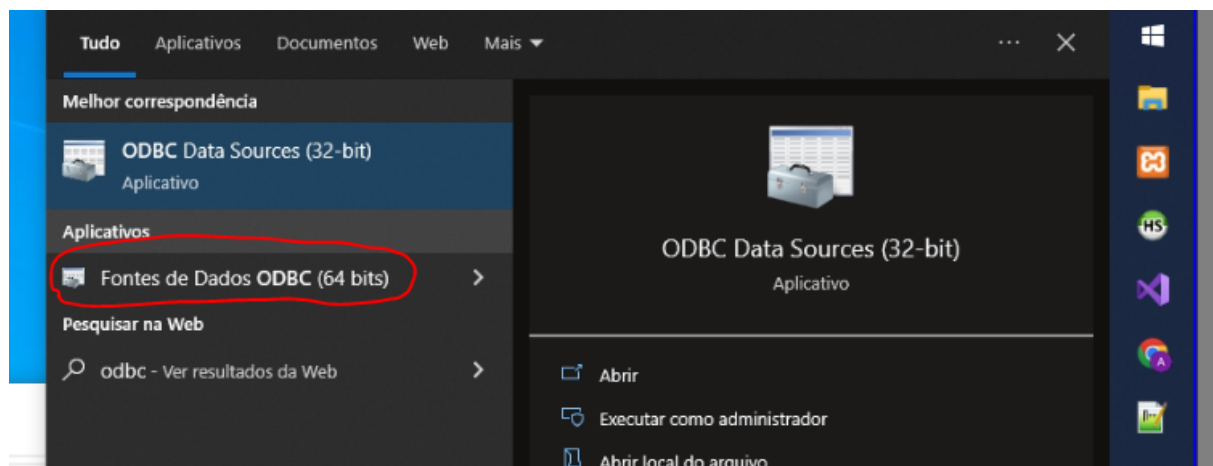 Tudo Aplicativos Documentos Web Mais
Melhor correspondência
ODBC Data Sources (32-bit)
Aplicativo
Aplicativos
Fontes de Dados ODBC (64 bits)
Pesquisar na Web
odbc - Ver resultados da Web
ODBC Data Sources (32-bit)
Aplicativo
Abrir
Executar como administrador
Abrir local do arquivo
HS
A